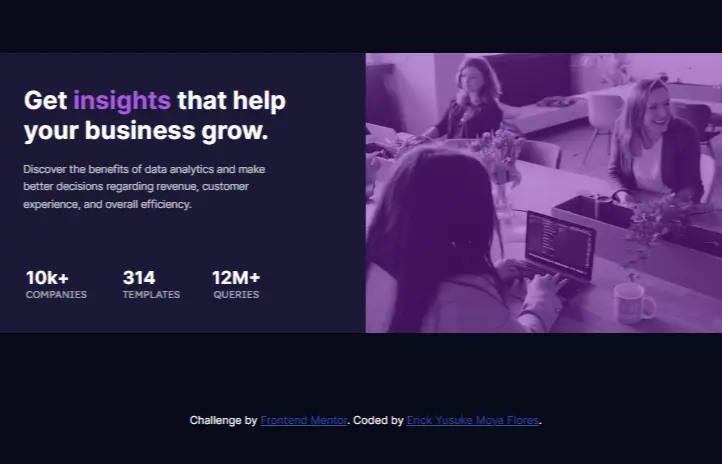 Get insights that help
your business grow.
Discover the benefits of data analytics and make
better decisions regarding revenue, customer
experience, and overall efficiency.
10k+ 314 12M+
COMPANIES TEMPLATES QUERIES
Challenge by Frontend Mentor. Coded by Erick Yusuke Moya Flores.